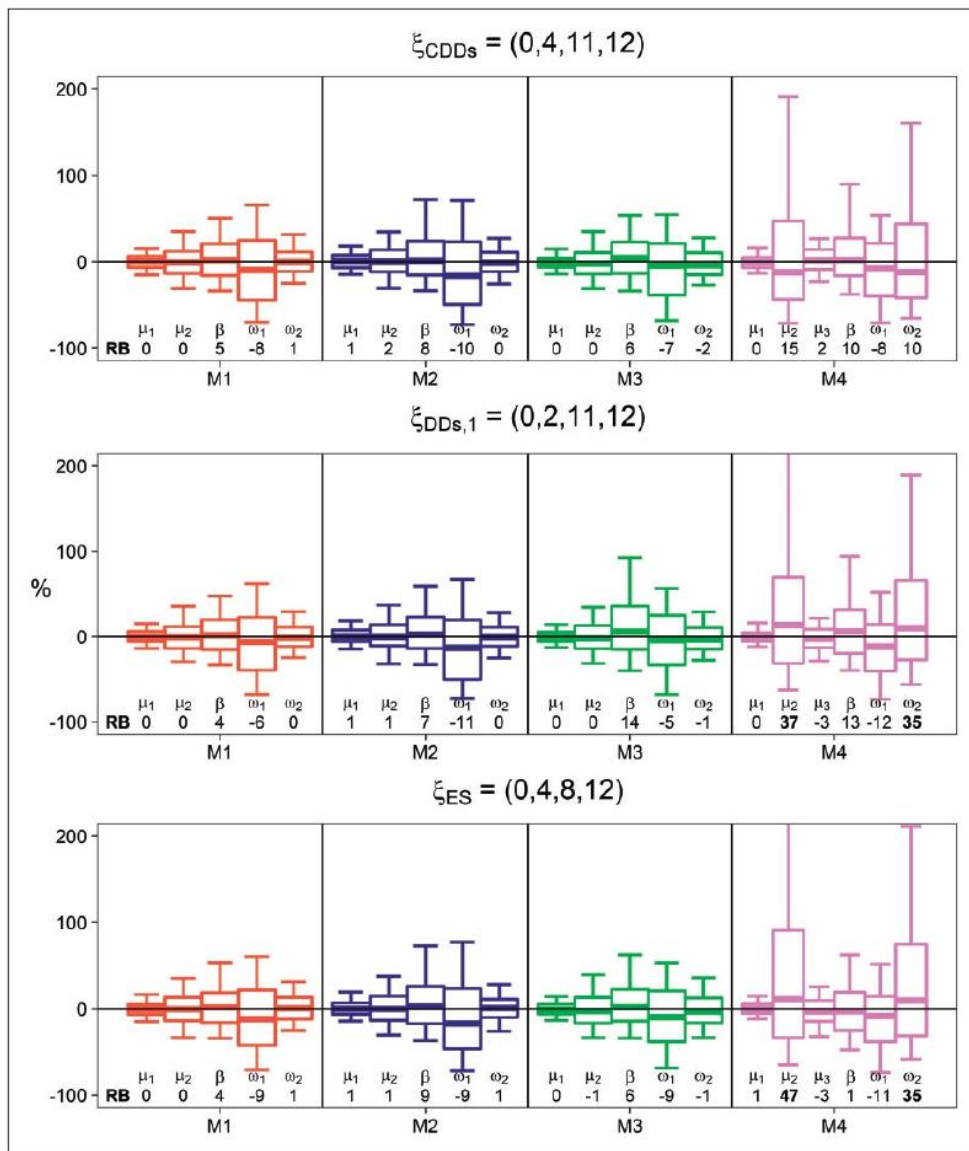 ξCDDs = (0,4,11,12)
200
100
0
μ1 μ2 β ω1 ω2 μ1 μ2 β ω1 ω2 μ1 μ2 β ω1 ω2 μ1 μ2 μ3 β ω1 ω2
-100 RB 0 0 5 -8 1 1 2 8 -10 0 0 0 6 -7 -2 0 15 2 10 -8 10
M1 M2 M3 M4
ξDDs,1 = (0,2,11,12)
200
100
%
0
μ1 μ2 β ω1 ω2 μ1 μ2 β ω1 ω2 μ1 μ2 β ω1 ω2 μ1 μ2 μ3 β ω1 ω2
-100 RB 0 0 4 -6 0 1 1 7 -11 0 0 0 14 -5 -1 0 37 -3 13 -12 35
M1 M2 M3 M4
ξES = (0,4,8,12)
200
100
0
μ1 μ2 β ω1 ω2 μ1 μ2 β ω1 ω2 μ1 μ2 β ω1 ω2 μ1 μ2 μ3 β ω1 ω2
-100 RB 0 0 4 -9 1 1 1 9 -9 1 0 -1 6 -9 -1 1 47 -3 1 -11 35
M1 M2 M3 M4